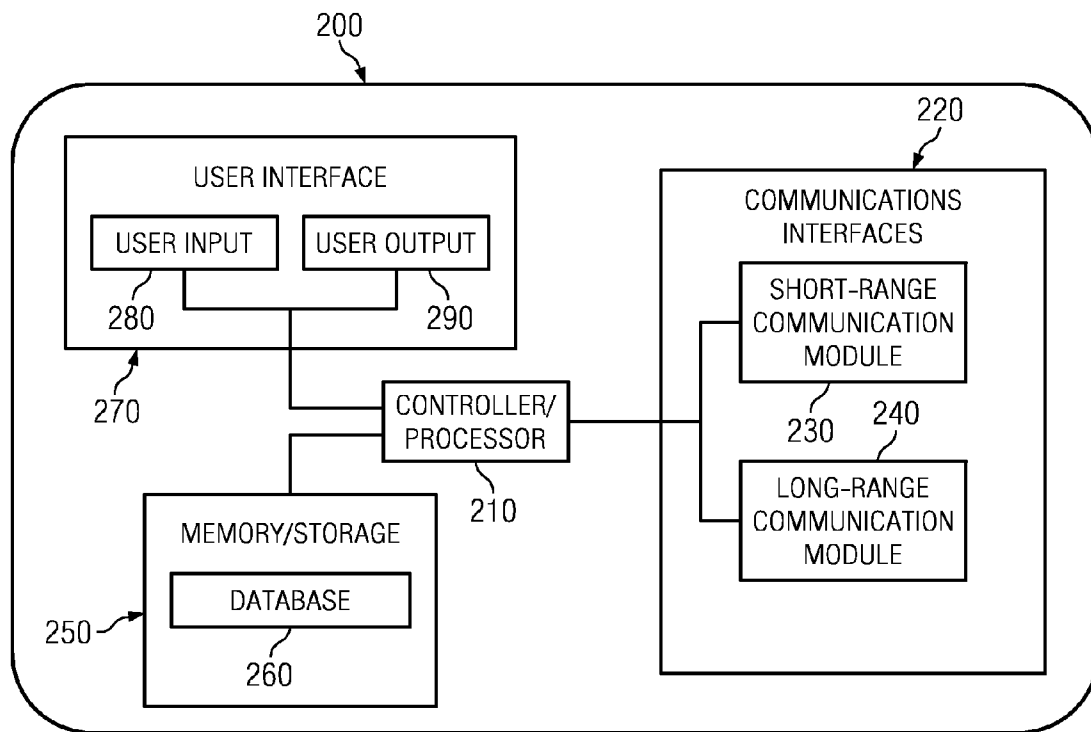 200
220
USER INTERFACE
USER INPUT
USER OUTPUT
280
290
270
COMMUNICATIONS
INTERFACES
SHORT-RANGE
COMMUNICATION
MODULE
230
240
LONG-RANGE
COMMUNICATION
MODULE
CONTROLLER/
PROCESSOR
210
MEMORY/STORAGE
DATABASE
250
260